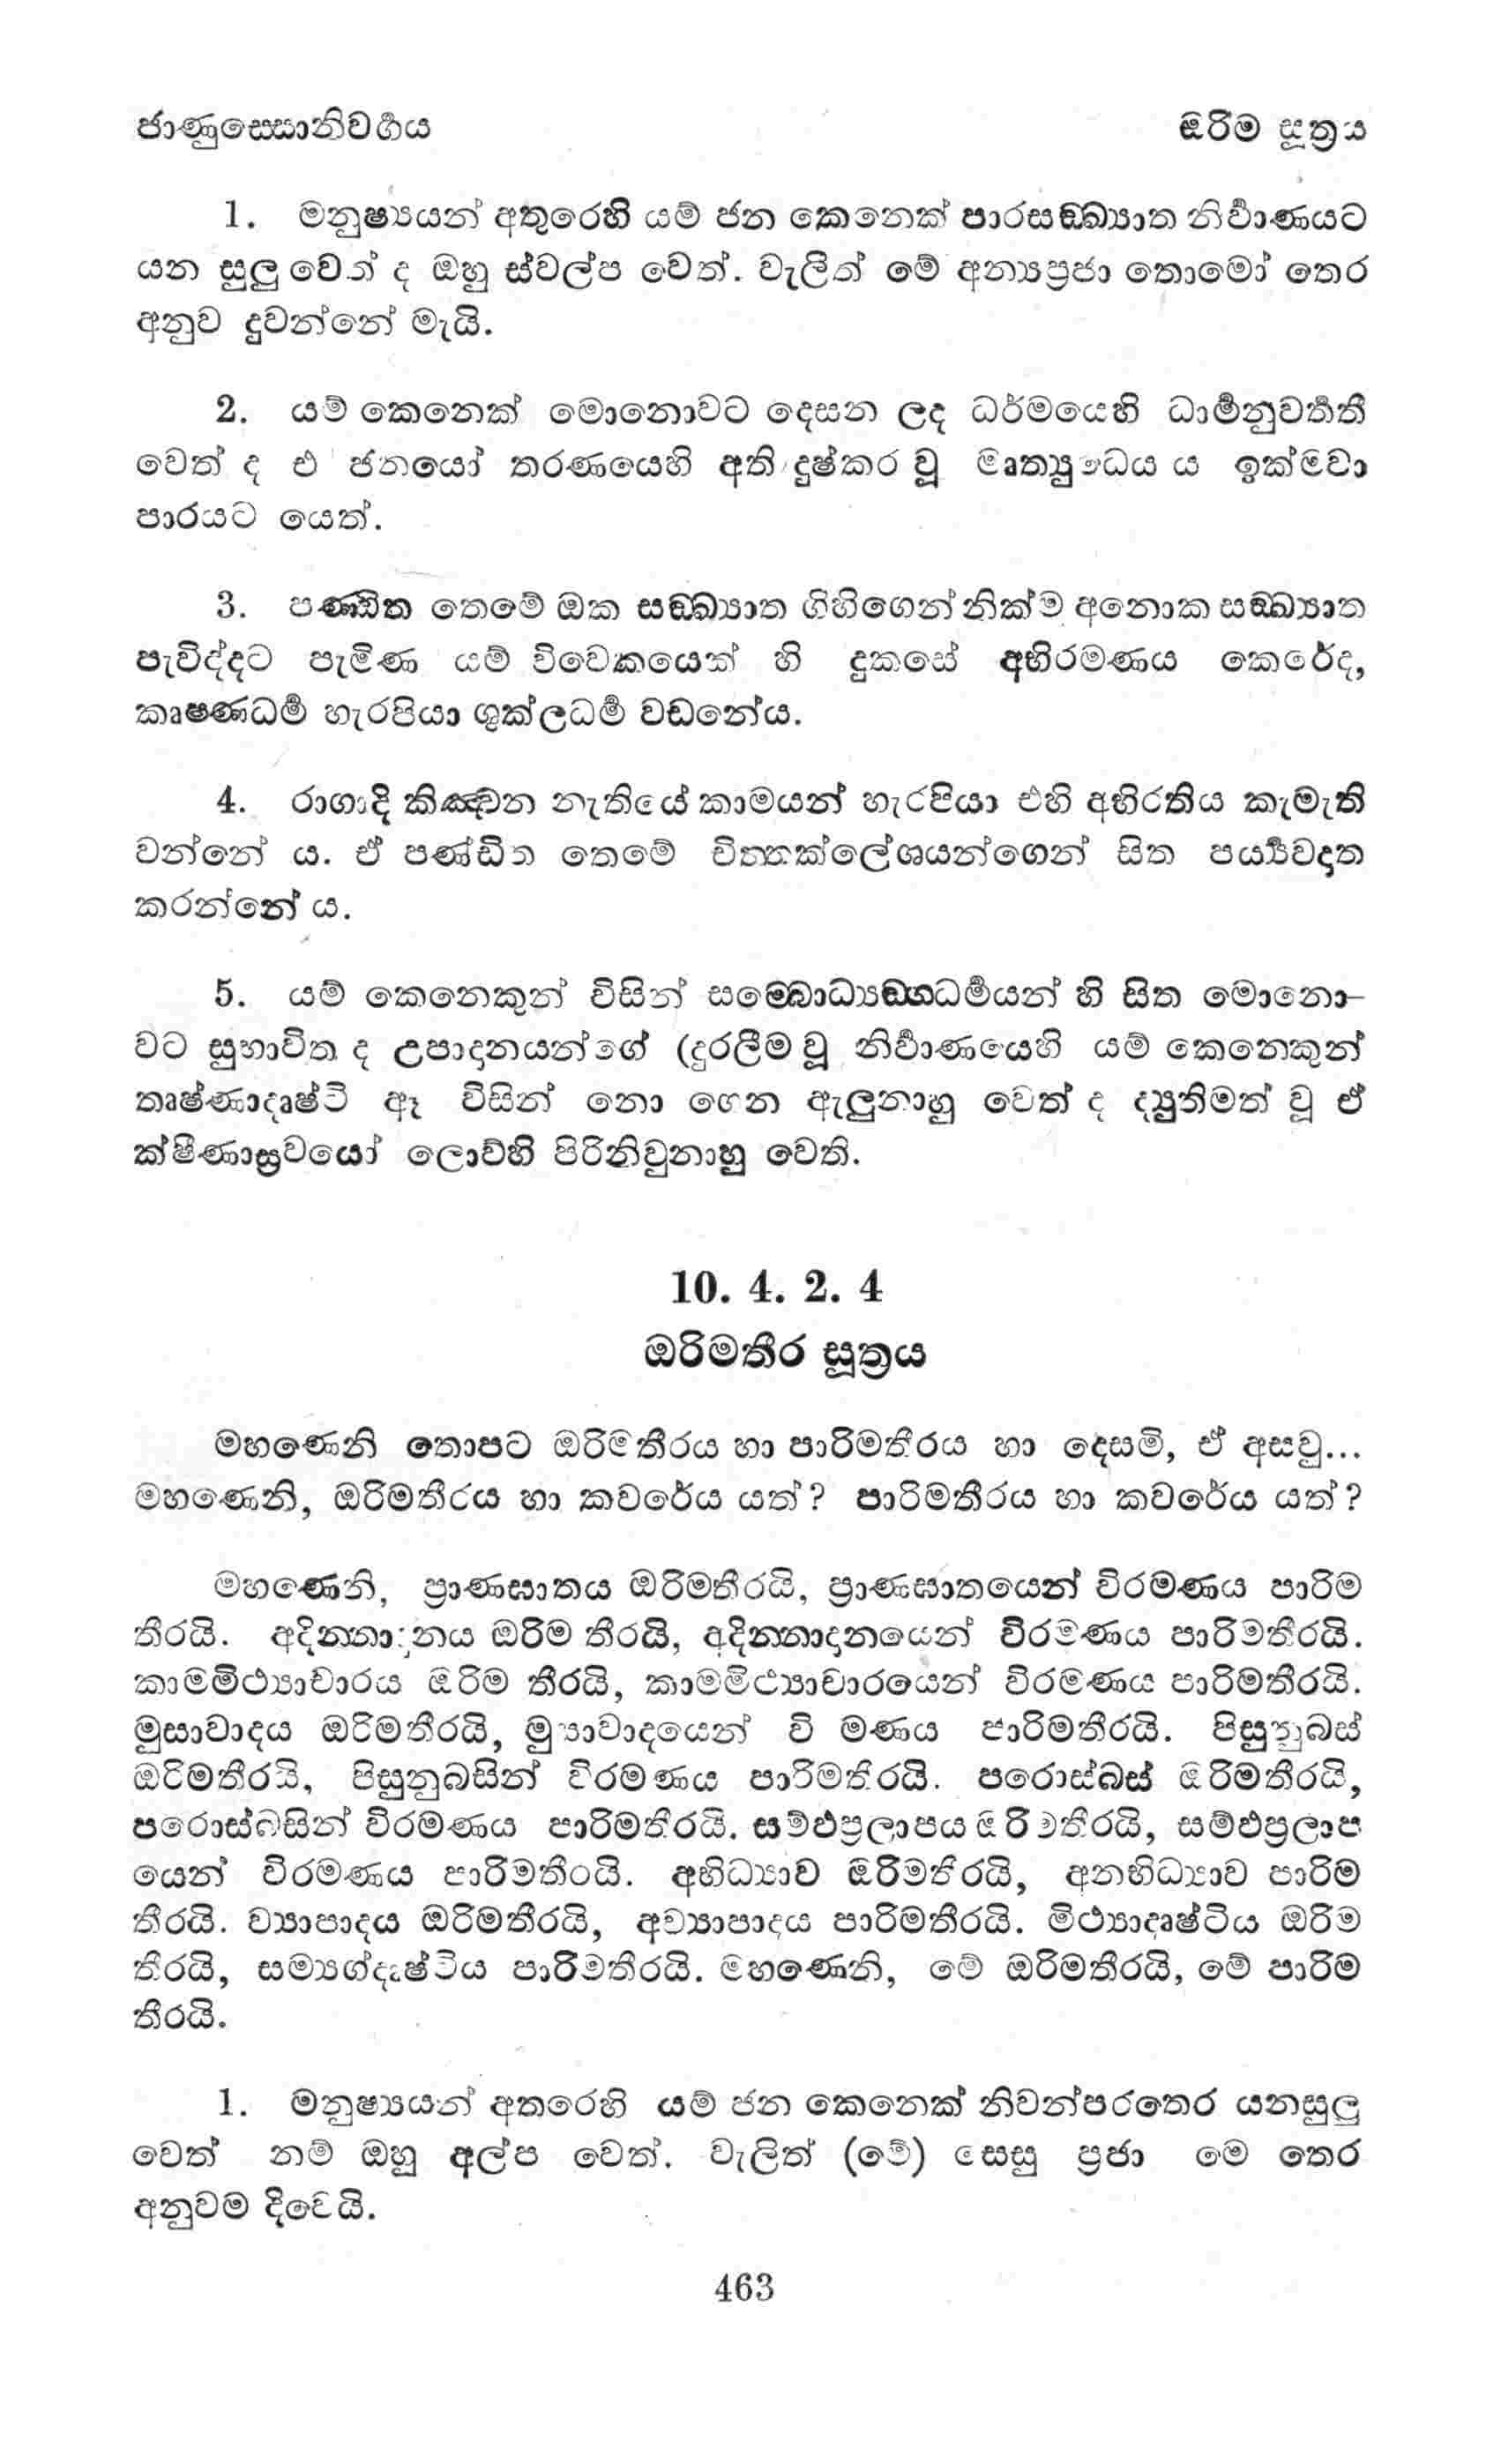 ජාණුස්සොනිවර්ගය ඔරිම සූත්‍රය
1. මනුෂ්‍යයන් අතුරෙහි යම් ජන කෙනෙක් පාරසඞ්ඛ්‍යාත නිර්වාණයට
යන සුලු වෙත් ද ඔහු ස්වල්ප වෙත්. වැලිත් මේ අන්‍යප්‍රජා තොමෝ තෙර
අනුව දුවන්නේ මැයි.
2. යම් කෙනෙක් මොනොවට දෙසන ලද ධර්මයෙහි ධාර්මනුවර්තතී
වෙත් ද එ ජනයෝ තරණයෙහි අති දුෂ්කර වූ මෘත්‍යුධෙය ය ඉක්මවා
පාරයට යෙත්.
3. පණ්ඩිත තෙමේ ඔක සඞ්ඛ්‍යාත ගිහිගෙන් නික්ම අනොක සඞ්ඛ්‍යාත
පැවිද්දට පැමිණ යම් විවෙකයෙක් හි දුකසේ අභිරමණය කෙරේද,
කෘෂණධර්ම හැරපියා ශුක්ලධර්ම වඩනේය.
4. රාගාදි කිඤ්චන නැතියේ කාමයන් හැරපියා එහි අභිරතිය කැමැති
වන්නේ ය. ඒ පණ්ඩිත තෙමේ චිත්තක්ලේශයන්ගෙන් සිත පර්‍ය්‍යවදාත
කරන්නේ ය.
5. යම් කෙනෙකුන් විසින් සම්බොධ්‍යඞ්ගධර්මයන් හි සිත මොනො-
වට සුභාවිත ද උපාදානයන්ගේ (දුරලීම වූ නිර්වාණයෙහි යම් කෙනෙකුන්
තෘෂ්ණාදෘෂ්ටි ඈ විසින් නො ගෙන ඇලුනාහු වෙත් ද ද්‍යුතිමත් වූ ඒ
ක්ෂීණාස්‍රවයෝ ලොව්හි පිරිනිවුනාහු වෙති.
10. 4. 2. 4
ඔරිමතීර සූත්‍රය
මහණෙනි තොපට ඔරිමතීරය හා පාරිමතීරය හා දෙසමි, ඒ අසවු...
මහණෙනි, ඔරිමතීරය හා කවරේය යත්? පාරිමතීරය හා කවරේය යත්?
මහණෙනි, ප්‍රාණඝාතය ඔරිමතීරයි, ප්‍රාණඝාතයෙන් විරමණය පාරිම
තීරයි. අදින්නාදානය ඔරිම තීරයි, අදින්නාදානයෙන් විරමණය පාරිමතීරයි.
කාමමිථ්‍යාචාරය ඔරිම තීරයි, කාමමිථ්‍යාචාරයෙන් විරමණය පාරිමතීරයි.
මුසාවාදය ඔරිමතීරයි, මුසාවාදයෙන් වි මණය පාරිමතීරයි. පිසුනුබස්
ඔරිමතීරයි, පිසුනුබසින් විරමණය පාරිමතීරයි. පරොස්බස් ඔරිමතීරයි,
පරොස්බසින් විරමණය පාරිමතීරයි. සම්ඵප්‍රලාපය ඔරිමතීරයි, සම්ඵප්‍රලාප
යෙන් විරමණය පාරිමතීරයි. අභිධ්‍යාව ඔරිමතීරයි, අනභිධ්‍යාව පාරිම
තීරයි. ව්‍යාපාදය ඔරිමතීරයි, අව්‍යාපාදය පාරිමතීරයි. මිථ්‍යාදෘෂ්ටිය ඔරිම
තීරයි, සම්‍යග්දෘෂ්ටිය පාරිමතීරයි. මහණෙනි, මේ ඔරිමතීරයි, මේ පාරිම
තීරයි.
1. මනුෂ්‍යයන් අතරෙහි යම් ජන කෙනෙක් නිවන්පරතෙර යනසුලු
වෙත් නම් ඔහු අල්ප වෙත්. වැලිත් (මේ) සෙසු ප්‍රජා මෙ තෙර
අනුවම දිවෙයි.
463